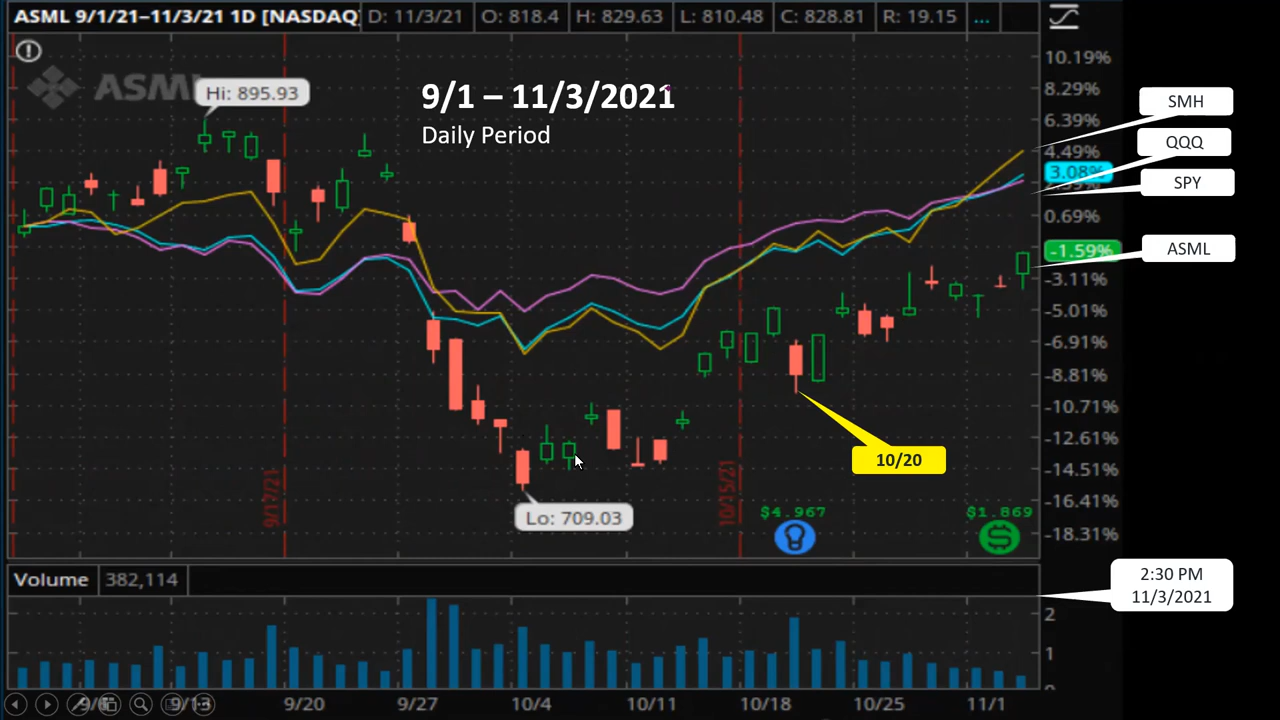 ASML 9/1/21–11/3/21 1D [NASDAQ] D: 11/3/21 O: 818.4 H: 829.63 L: 810.48 C: 828.81 R: 19.15 ...
ASML
Hi: 895.93
9/1 – 11/3/2021
Daily Period
10.19%
8.29%
6.39%
4.49%
3.08%
0.69%
-1.59%
-3.11%
-5.01%
-6.91%
-8.81%
-10.71%
-12.61%
-14.51%
-16.41%
-18.31%
SMH
QQQ
SPY
ASML
10/20
9/17/21
10/15/21
Lo: 709.03
$4.967
$1.869
$
2:30 PM
11/3/2021
Volume 382,114
2
1
0
9/13 9/20 9/27 10/4 10/11 10/18 10/25 11/1